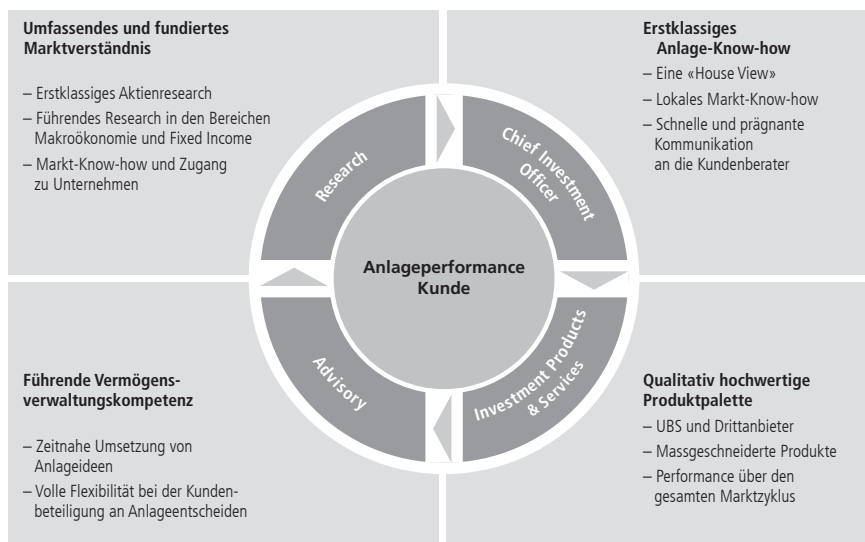 Umfassendes und fundiertes
Marktverständnis
– Erstklassiges Aktienresearch
– Führendes Research in den Bereichen
Makroökonomie und Fixed Income
– Markt-Know-how und Zugang
zu Unternehmen
Erstklassiges
Anlage-Know-how
– Eine «House View»
– Lokales Markt-Know-how
– Schnelle und prägnante
Kommunikation
an die Kundenberater
Research
Chief Investment
Officer
Anlageperformance
Kunde
Advisory
Investment Products
& Services
Führende Vermögens-
verwaltungskompetenz
– Zeitnahe Umsetzung von
Anlageideen
– Volle Flexibilität bei der Kunden-
beteiligung an Anlageentscheiden
Qualitativ hochwertige
Produktpalette
– UBS und Drittanbieter
– Massgeschneiderte Produkte
– Performance über den
gesamten Marktzyklus